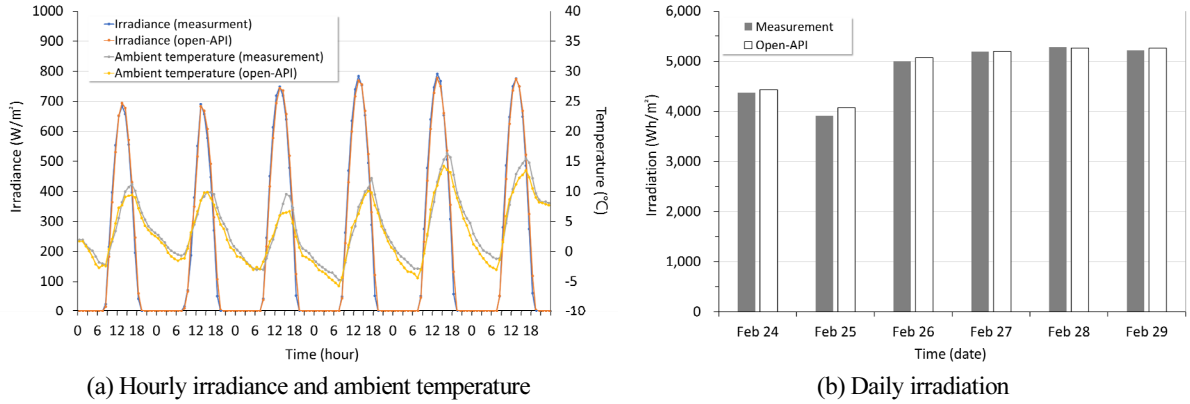 1000
900
800
700
600
500
400
300
200
100
0
Irradiance (W/㎡)
Irradiance (measurment)
Irradiance (open-API)
Ambient temperature (measurement)
Ambient temperature (open-API)
40
35
30
25
20
15
10
5
0
-5
-10
Temperature (℃)
0 6 12 18 0 6 12 18 0 6 12 18 0 6 12 18 0 6 12 18 0 6 12 18
Time (hour)
(a) Hourly irradiance and ambient temperature
6,000
5,000
4,000
3,000
2,000
1,000
0
Irradiation (Wh/㎡)
Measurement
Open-API
Feb 24 Feb 25 Feb 26 Feb 27 Feb 28 Feb 29
Time (date)
(b) Daily irradiation